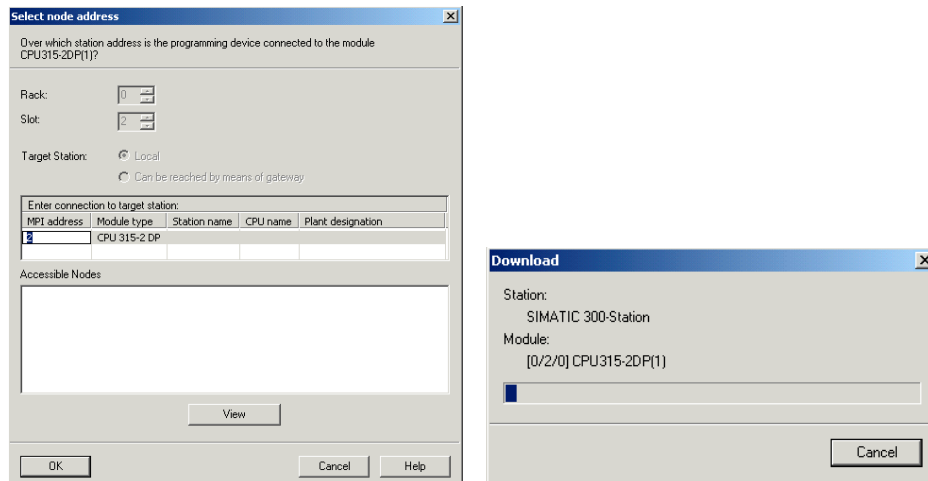 Select node address
Over which station address is the programming device connected to the module
CPU315-2DP(1)?
Rack: 0
Slot: 2
Target Station: Local
Can be reached by means of gateway
Enter connection to target station:
MPI address Module type Station name CPU name Plant designation
2 CPU 315-2 DP
Accessible Nodes
View
OK Cancel Help
Download
Station:
SIMATIC 300-Station
Module:
[0/2/0] CPU315-2DP(1)
Cancel